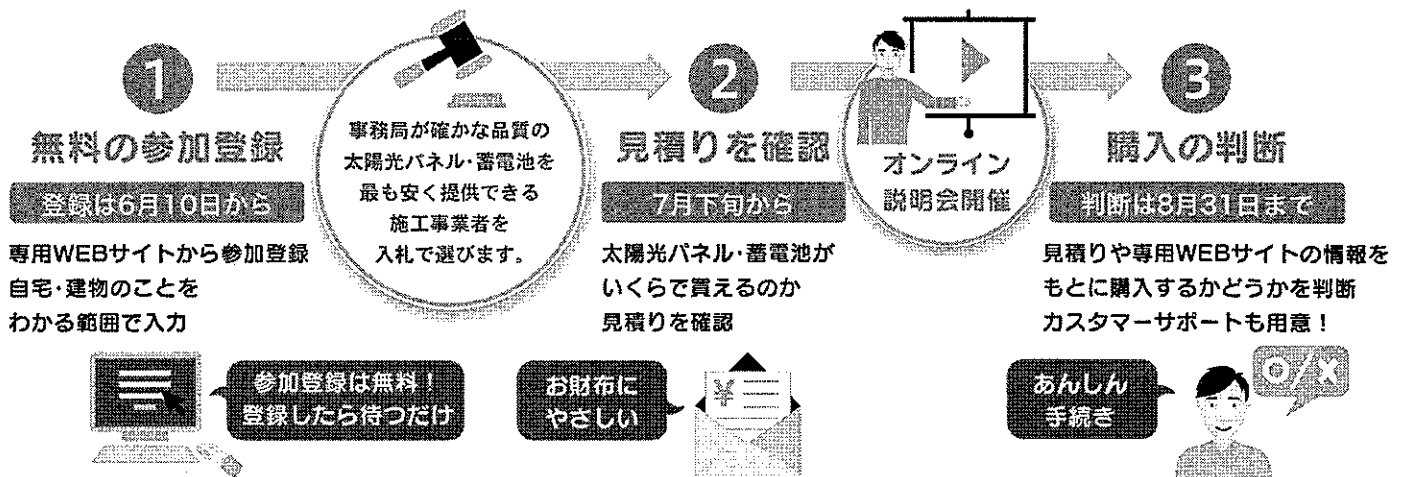 1
無料の参加登録
登録は6月10日から
専用WEBサイトから参加登録
自宅・建物のことを
わかる範囲で入力
参加登録は無料！
登録したら待つだけ
事務局が確かな品質の
太陽光パネル・蓄電池を
最も安く提供できる
施工事業者を
入札で選びます。
2
見積りを確認
7月下旬から
太陽光パネル・蓄電池が
いくらで買えるのか
見積りを確認
お財布に
やさしい
¥
オンライン
説明会開催
3
購入の判断
判断は8月31日まで
見積りや専用WEBサイトの情報を
もとに購入するかどうかを判断
カスタマーサポートも用意！
あんしん
手続き
O/X